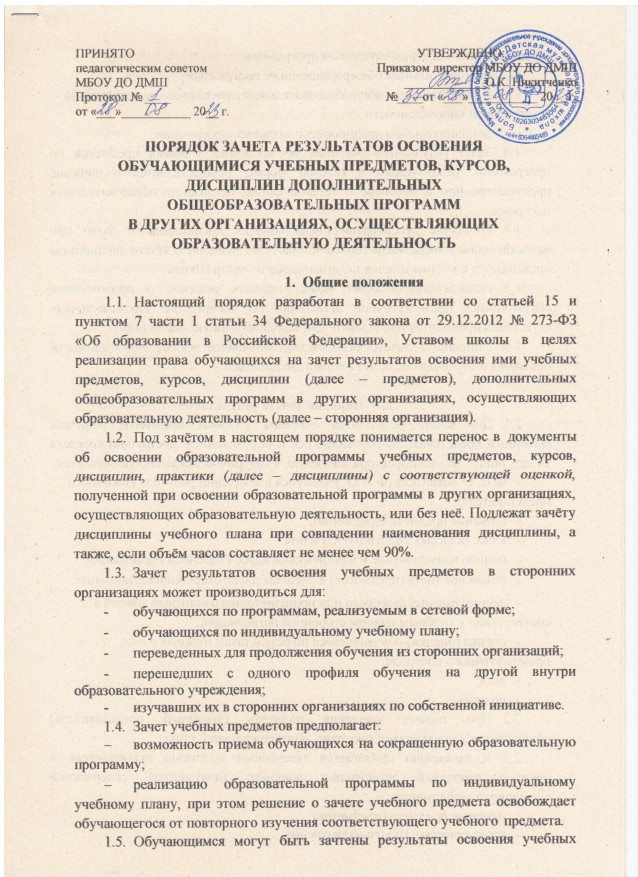 ПРИНЯТО
педагогическим советом
МБОУ ДО ДМШ
Протокол № 1
от «28» 08 2023 г.
УТВЕРЖДЕНО
Приказом директор МБОУ ДО ДМШ
О.К. Никитченко
№ 37 от «28» 08 20
ПОРЯДОК ЗАЧЕТА РЕЗУЛЬТАТОВ ОСВОЕНИЯ
ОБУЧАЮЩИМИСЯ УЧЕБНЫХ ПРЕДМЕТОВ, КУРСОВ,
ДИСЦИПЛИН ДОПОЛНИТЕЛЬНЫХ
ОБЩЕОБРАЗОВАТЕЛЬНЫХ ПРОГРАММ
В ДРУГИХ ОРГАНИЗАЦИЯХ, ОСУЩЕСТВЛЯЮЩИХ
ОБРАЗОВАТЕЛЬНУЮ ДЕЯТЕЛЬНОСТЬ
1. Общие положения
1.1. Настоящий порядок разработан в соответствии со статьей 15 и
пунктом 7 части 1 статьи 34 Федерального закона от 29.12.2012 № 273-ФЗ
«Об образовании в Российской Федерации», Уставом школы в целях
реализации права обучающихся на зачет результатов освоения ими учебных
предметов, курсов, дисциплин (далее – предметов), дополнительных
общеобразовательных программ в других организациях, осуществляющих
образовательную деятельность (далее – сторонняя организация).
1.2. Под зачётом в настоящем порядке понимается перенос в документы
об освоении образовательной программы учебных предметов, курсов,
дисциплин, практики (далее – дисциплины) с соответствующей оценкой,
полученной при освоении образовательной программы в других организациях,
осуществляющих образовательную деятельность, или без неё. Подлежат зачёту
дисциплины учебного плана при совпадении наименования дисциплины, а
также, если объём часов составляет не менее чем 90%.
1.3. Зачет результатов освоения учебных предметов в сторонних
организациях может производиться для:
- обучающихся по программам, реализуемым в сетевой форме;
- обучающихся по индивидуальному учебному плану;
- переведенных для продолжения обучения из сторонних организаций;
- перешедших с одного профиля обучения на другой внутри
образовательного учреждения;
- изучавших их в сторонних организациях по собственной инициативе.
1.4. Зачет учебных предметов предполагает:
– возможность приема обучающихся на сокращенную образовательную
программу;
– реализацию образовательной программы по индивидуальному
учебному плану, при этом решение о зачете учебного предмета освобождает
обучающегося от повторного изучения соответствующего учебного предмета.
1.5. Обучающимся могут быть зачтены результаты освоения учебных